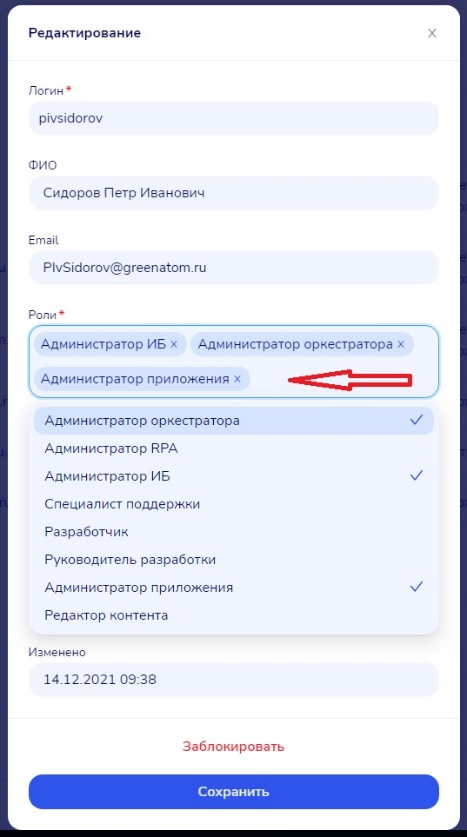 Редактирование
Логин*
pivsidorov
ФИО
Сидоров Петр Иванович
Email
PIvSidorov@greenatom.ru
Роли*
Администратор ИБ × Администратор оркестратора ×
Администратор приложения ×
Администратор оркестратора
Администратор RPA
Администратор ИБ
Специалист поддержки
Разработчик
Руководитель разработки
Администратор приложения
Редактор контента
Изменено
14.12.2021 09:38
Заблокировать
Сохранить